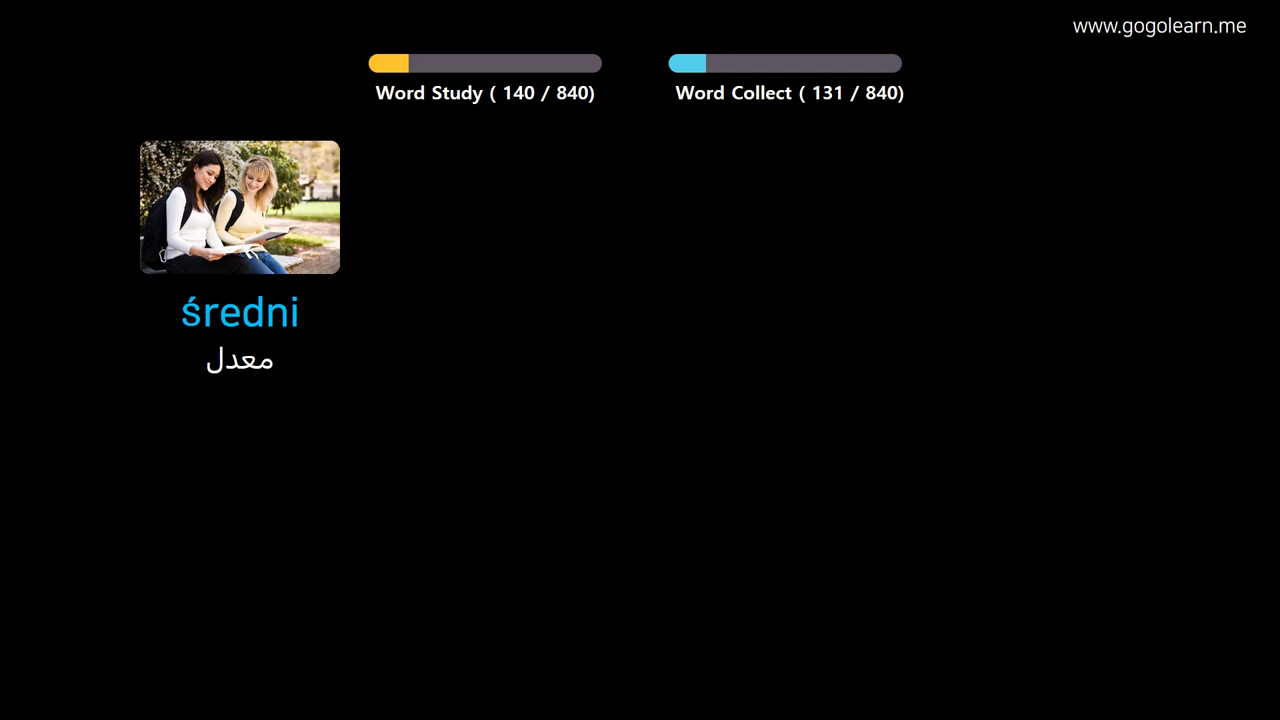 www.gogolearn.me
Word Study ( 140 / 840)
Word Collect ( 131 / 840)
średni
معدل